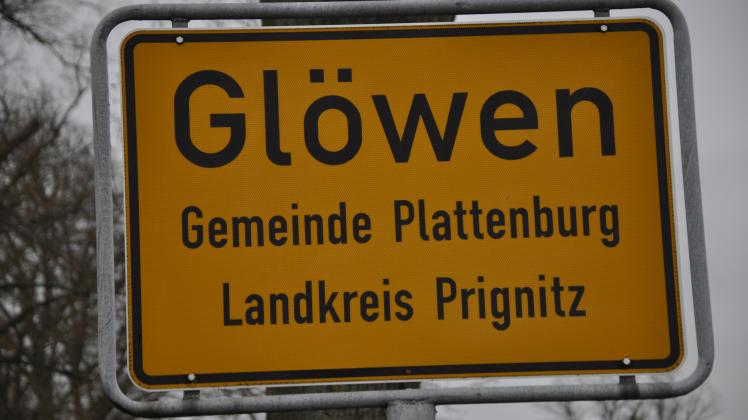 Glöwen
Gemeinde Plattenburg
Landkreis Prignitz